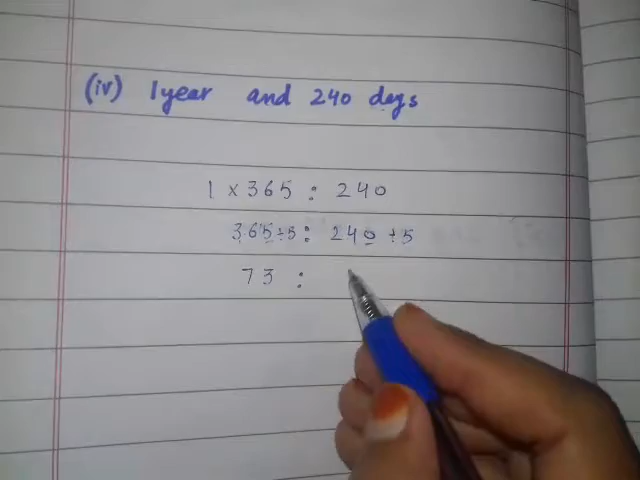 (iv) 1year and 240 days
1 x 365 : 240
365÷5 : 240 ÷5
73 :